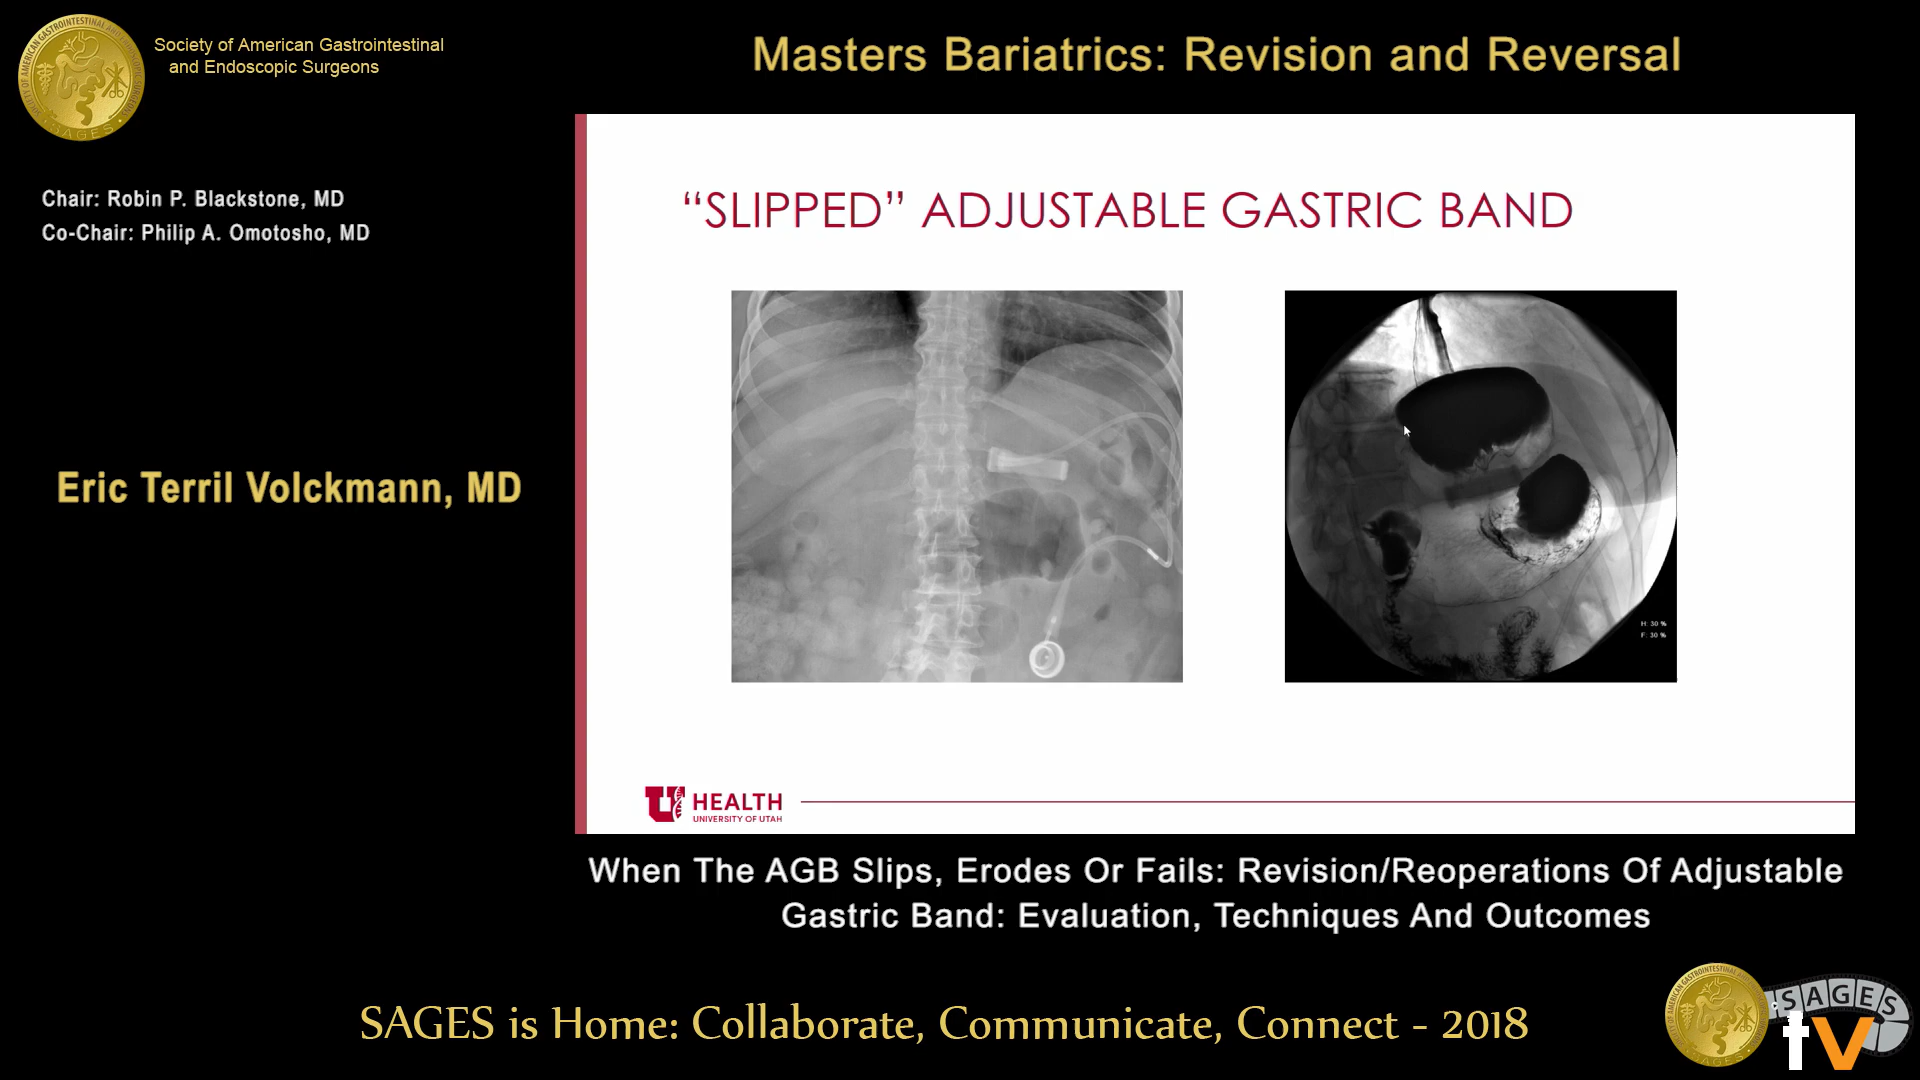 Society of American Gastrointestinal
and Endoscopic Surgeons
Masters Bariatrics: Revision and Reversal
Chair: Robin P. Blackstone, MD
Co-Chair: Philip A. Omotosho, MD
Eric Terril Volckmann, MD
“SLIPPED” ADJUSTABLE GASTRIC BAND
H: 30 %
F: 30 %
U HEALTH
UNIVERSITY OF UTAH
When The AGB Slips, Erodes Or Fails: Revision/Reoperations Of Adjustable
Gastric Band: Evaluation, Techniques And Outcomes
SAGES is Home: Collaborate, Communicate, Connect - 2018
SAGES
tv